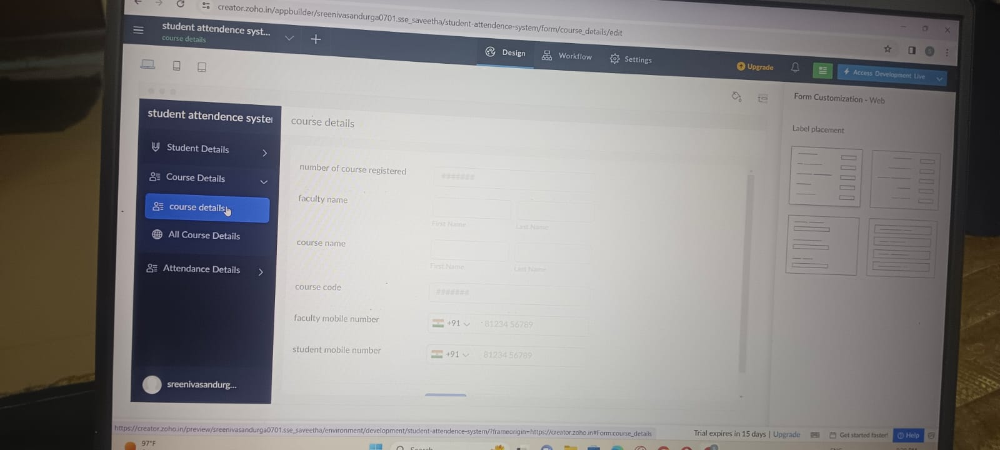 creator.zoho.in/appbuilder/sreenivasandurga0701.sse_saveetha/student-attendence-system/form/course_details/edit
student attendence syst...
course details
Design
Workflow
Settings
Upgrade
Access Development Live
Form Customization - Web
Label placement
student attendence system
Student Details
Course Details
course details
All Course Details
Attendance Details
sreenivasandurg...
course details
number of course registered
#######
faculty name
First Name
Last Name
course name
First Name
Last Name
course code
#######
faculty mobile number
+91
81234 56789
student mobile number
+91
81234 56789
https://creator.zoho.in/preview/sreenivasandurga0701.sse_saveetha/environment/development/student-attendence-system/?frameorigin=https://creator.zoho.in#Form:course_details
Trial expires in 15 days | Upgrade
Get started faster!
Help
97°F
Search